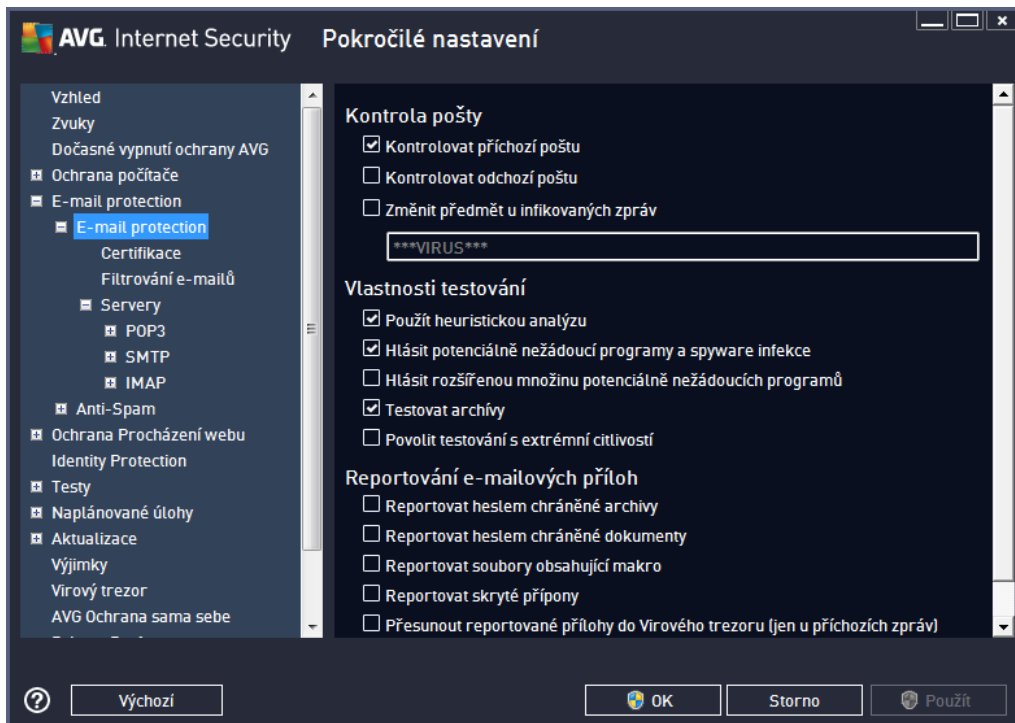 AVG. Internet Security Pokročilé nastavení
Vzhled
Zvuky
Dočasné vypnutí ochrany AVG
Ochrana počítače
E-mail protection
E-mail protection
Certifikace
Filtrování e-mailů
Servery
POP3
SMTP
IMAP
Anti-Spam
Ochrana Procházení webu
Identity Protection
Testy
Naplánované úlohy
Aktualizace
Výjimky
Virový trezor
AVG Ochrana sama sebe
Kontrola pošty
Kontrolovat příchozí poštu
Kontrolovat odchozí poštu
Změnit předmět u infikovaných zpráv
***VIRUS***
Vlastnosti testování
Použít heuristickou analýzu
Hlásit potenciálně nežádoucí programy a spyware infekce
Hlásit rozšířenou množinu potenciálně nežádoucích programů
Testovat archívy
Povolit testování s extrémní citlivostí
Reportování e-mailových příloh
Reportovat heslem chráněné archivy
Reportovat heslem chráněné dokumenty
Reportovat soubory obsahující makro
Reportovat skryté přípony
Přesunout reportované přílohy do Virového trezoru (jen u příchozích zpráv)
Výchozí
OK
Storno
Použít